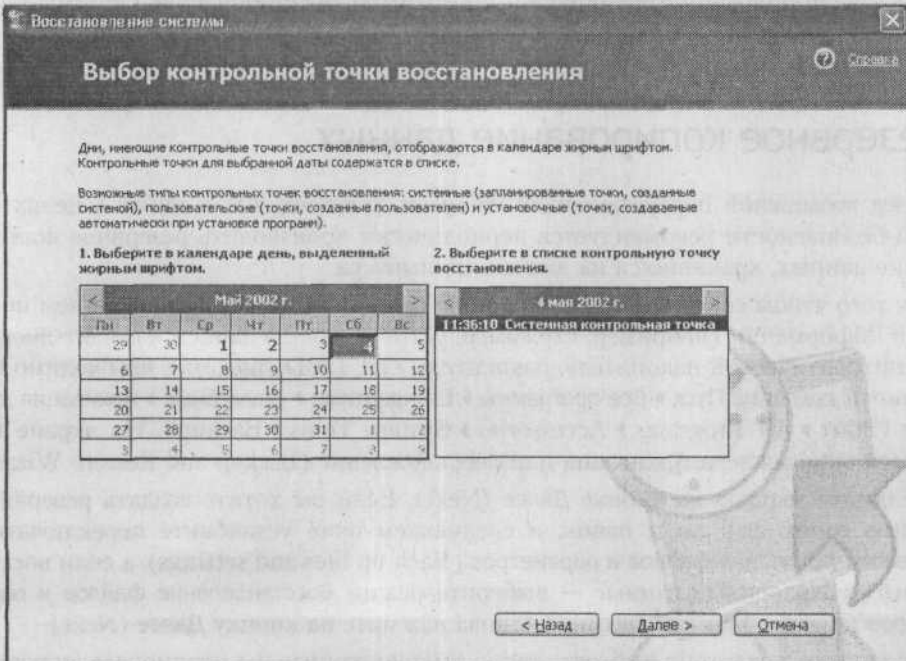 Восстановление системы
Выбор контрольной точки восстановления
Справка
Дни, имеющие контрольные точки восстановления, отображаются в календаре жирным шрифтом.
Контрольные точки для выбранной даты содержатся в списке.
Возможные типы контрольных точек восстановления: системные (запланированные точки, созданные
системой), пользовательские (точки, созданные пользователем) и установочные (точки, создаваемые
автоматически при установке программ).
1. Выберите в календаре день, выделенный
жирным шрифтом.
2. Выберите в списке контрольную точку
восстановления.
< Май 2002 г. >
Пн Вт Ср Чт Пт Сб Вс
29 30 1 2 3 4
6 7 8 9 10 11 12
13 14 15 16 17 18 19
20 21 22 23 24 25 26
27 28 29 30 31 1 2
3 4 5 6 7 8
< 4 мая 2002 г. >
11:36:10 Системная контрольная точка
< Назад
Далее >
Отмена